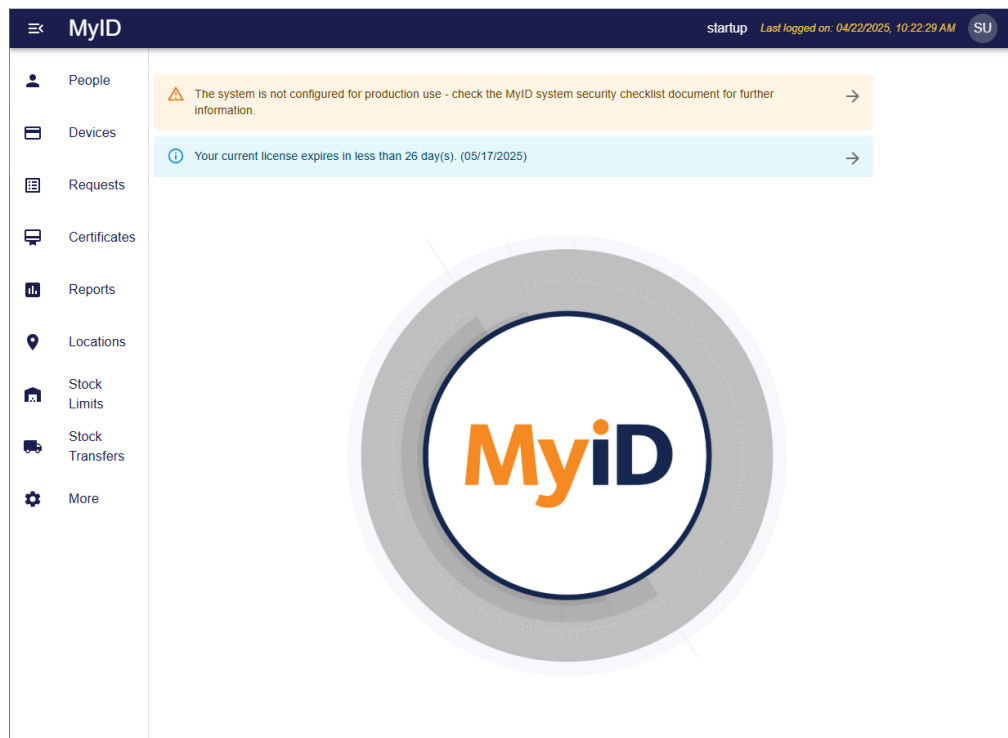 MyID
startup Last logged on: 04/22/2025, 10:22:29 AM SU
People
Devices
Requests
Certificates
Reports
Locations
Stock
Limits
Stock
Transfers
More
The system is not configured for production use - check the MyID system security checklist document for further
information.
Your current license expires in less than 26 day(s). (05/17/2025)
MyiD